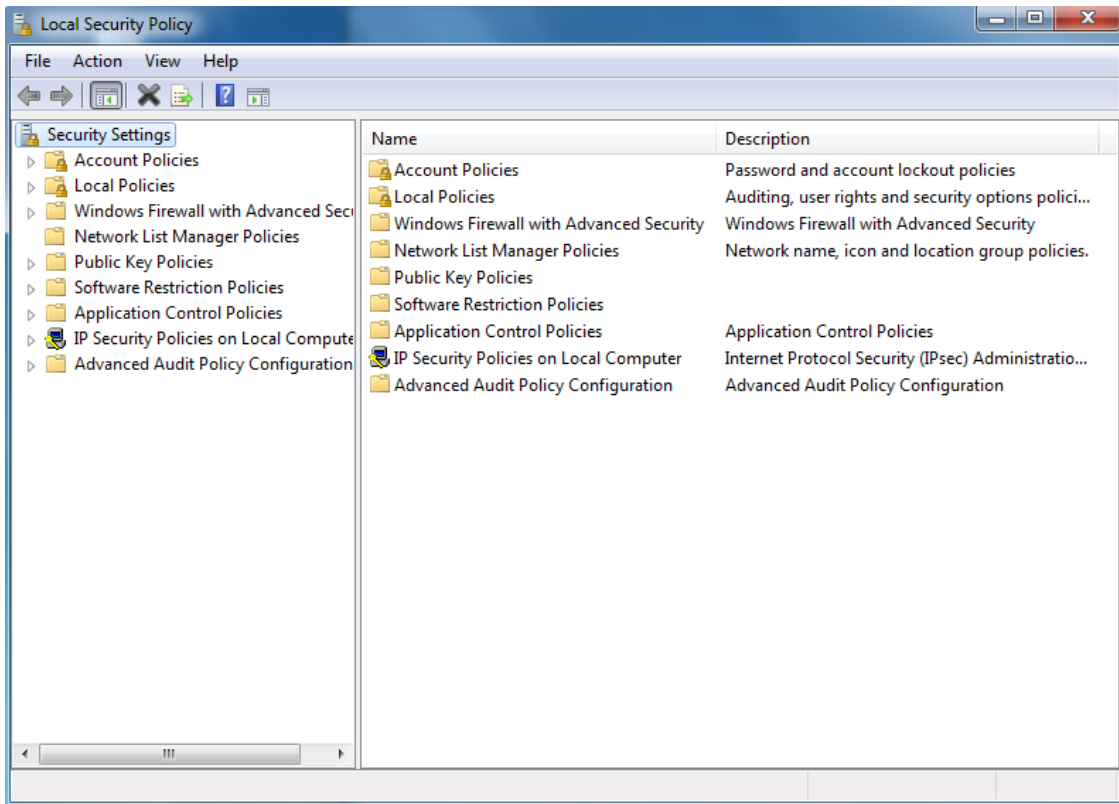 Local Security Policy
File Action View Help
Security Settings
Account Policies
Local Policies
Windows Firewall with Advanced Secu
Network List Manager Policies
Public Key Policies
Software Restriction Policies
Application Control Policies
IP Security Policies on Local Compute
Advanced Audit Policy Configuration
Name Description
Account Policies Password and account lockout policies
Local Policies Auditing, user rights and security options polici...
Windows Firewall with Advanced Security Windows Firewall with Advanced Security
Network List Manager Policies Network name, icon and location group policies.
Public Key Policies
Software Restriction Policies
Application Control Policies Application Control Policies
IP Security Policies on Local Computer Internet Protocol Security (IPsec) Administratio...
Advanced Audit Policy Configuration Advanced Audit Policy Configuration